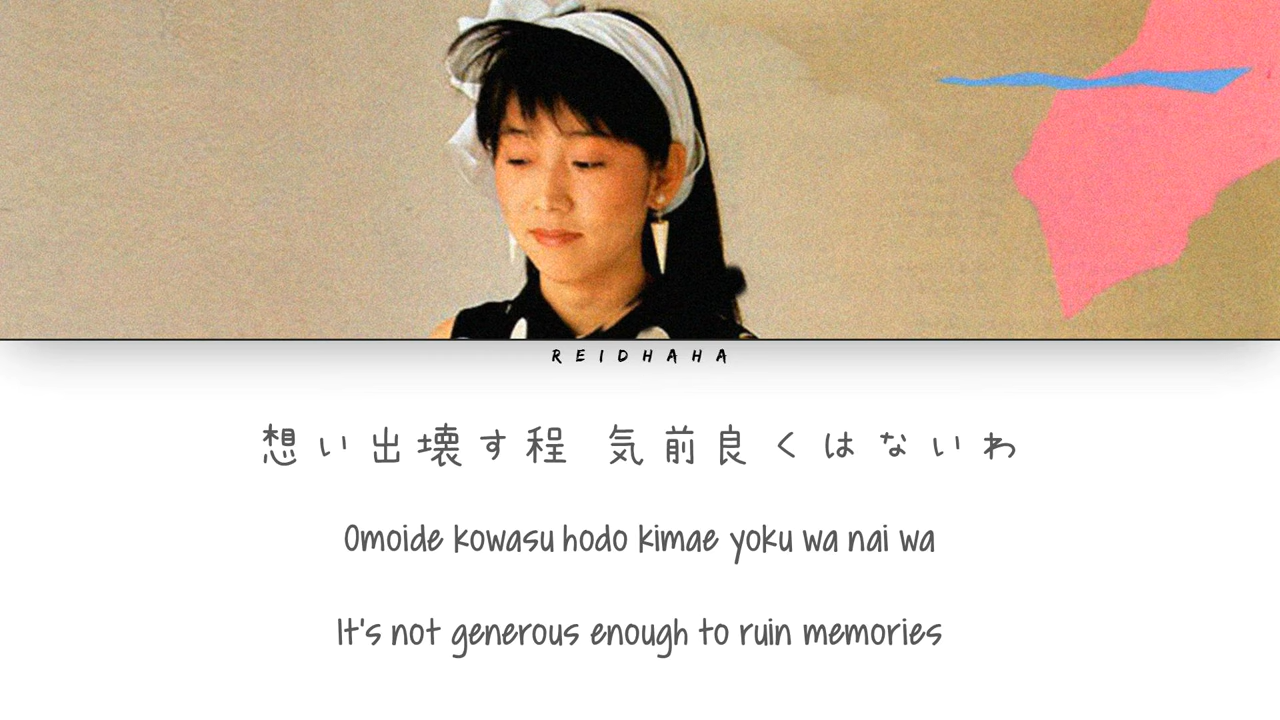 REIDHAHA
想い出壊す程 気前良くはないわ
Omoide kowasu hodo kimae yoku wa nai wa
It's not generous enough to ruin memories